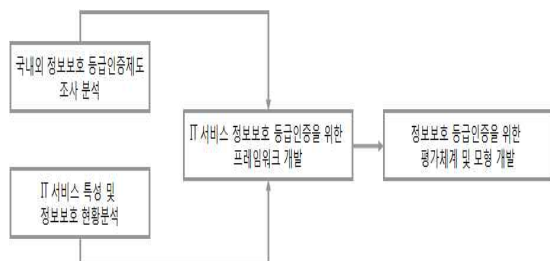 국내외 정보보호 등급인증제도
조사 분석
IT 서비스 특성 및
정보보호 현황분석
IT 서비스 정보보호 등급인증을 위한
프레임워크 개발
정보보호 등급인증을 위한
평가체계 및 모형 개발